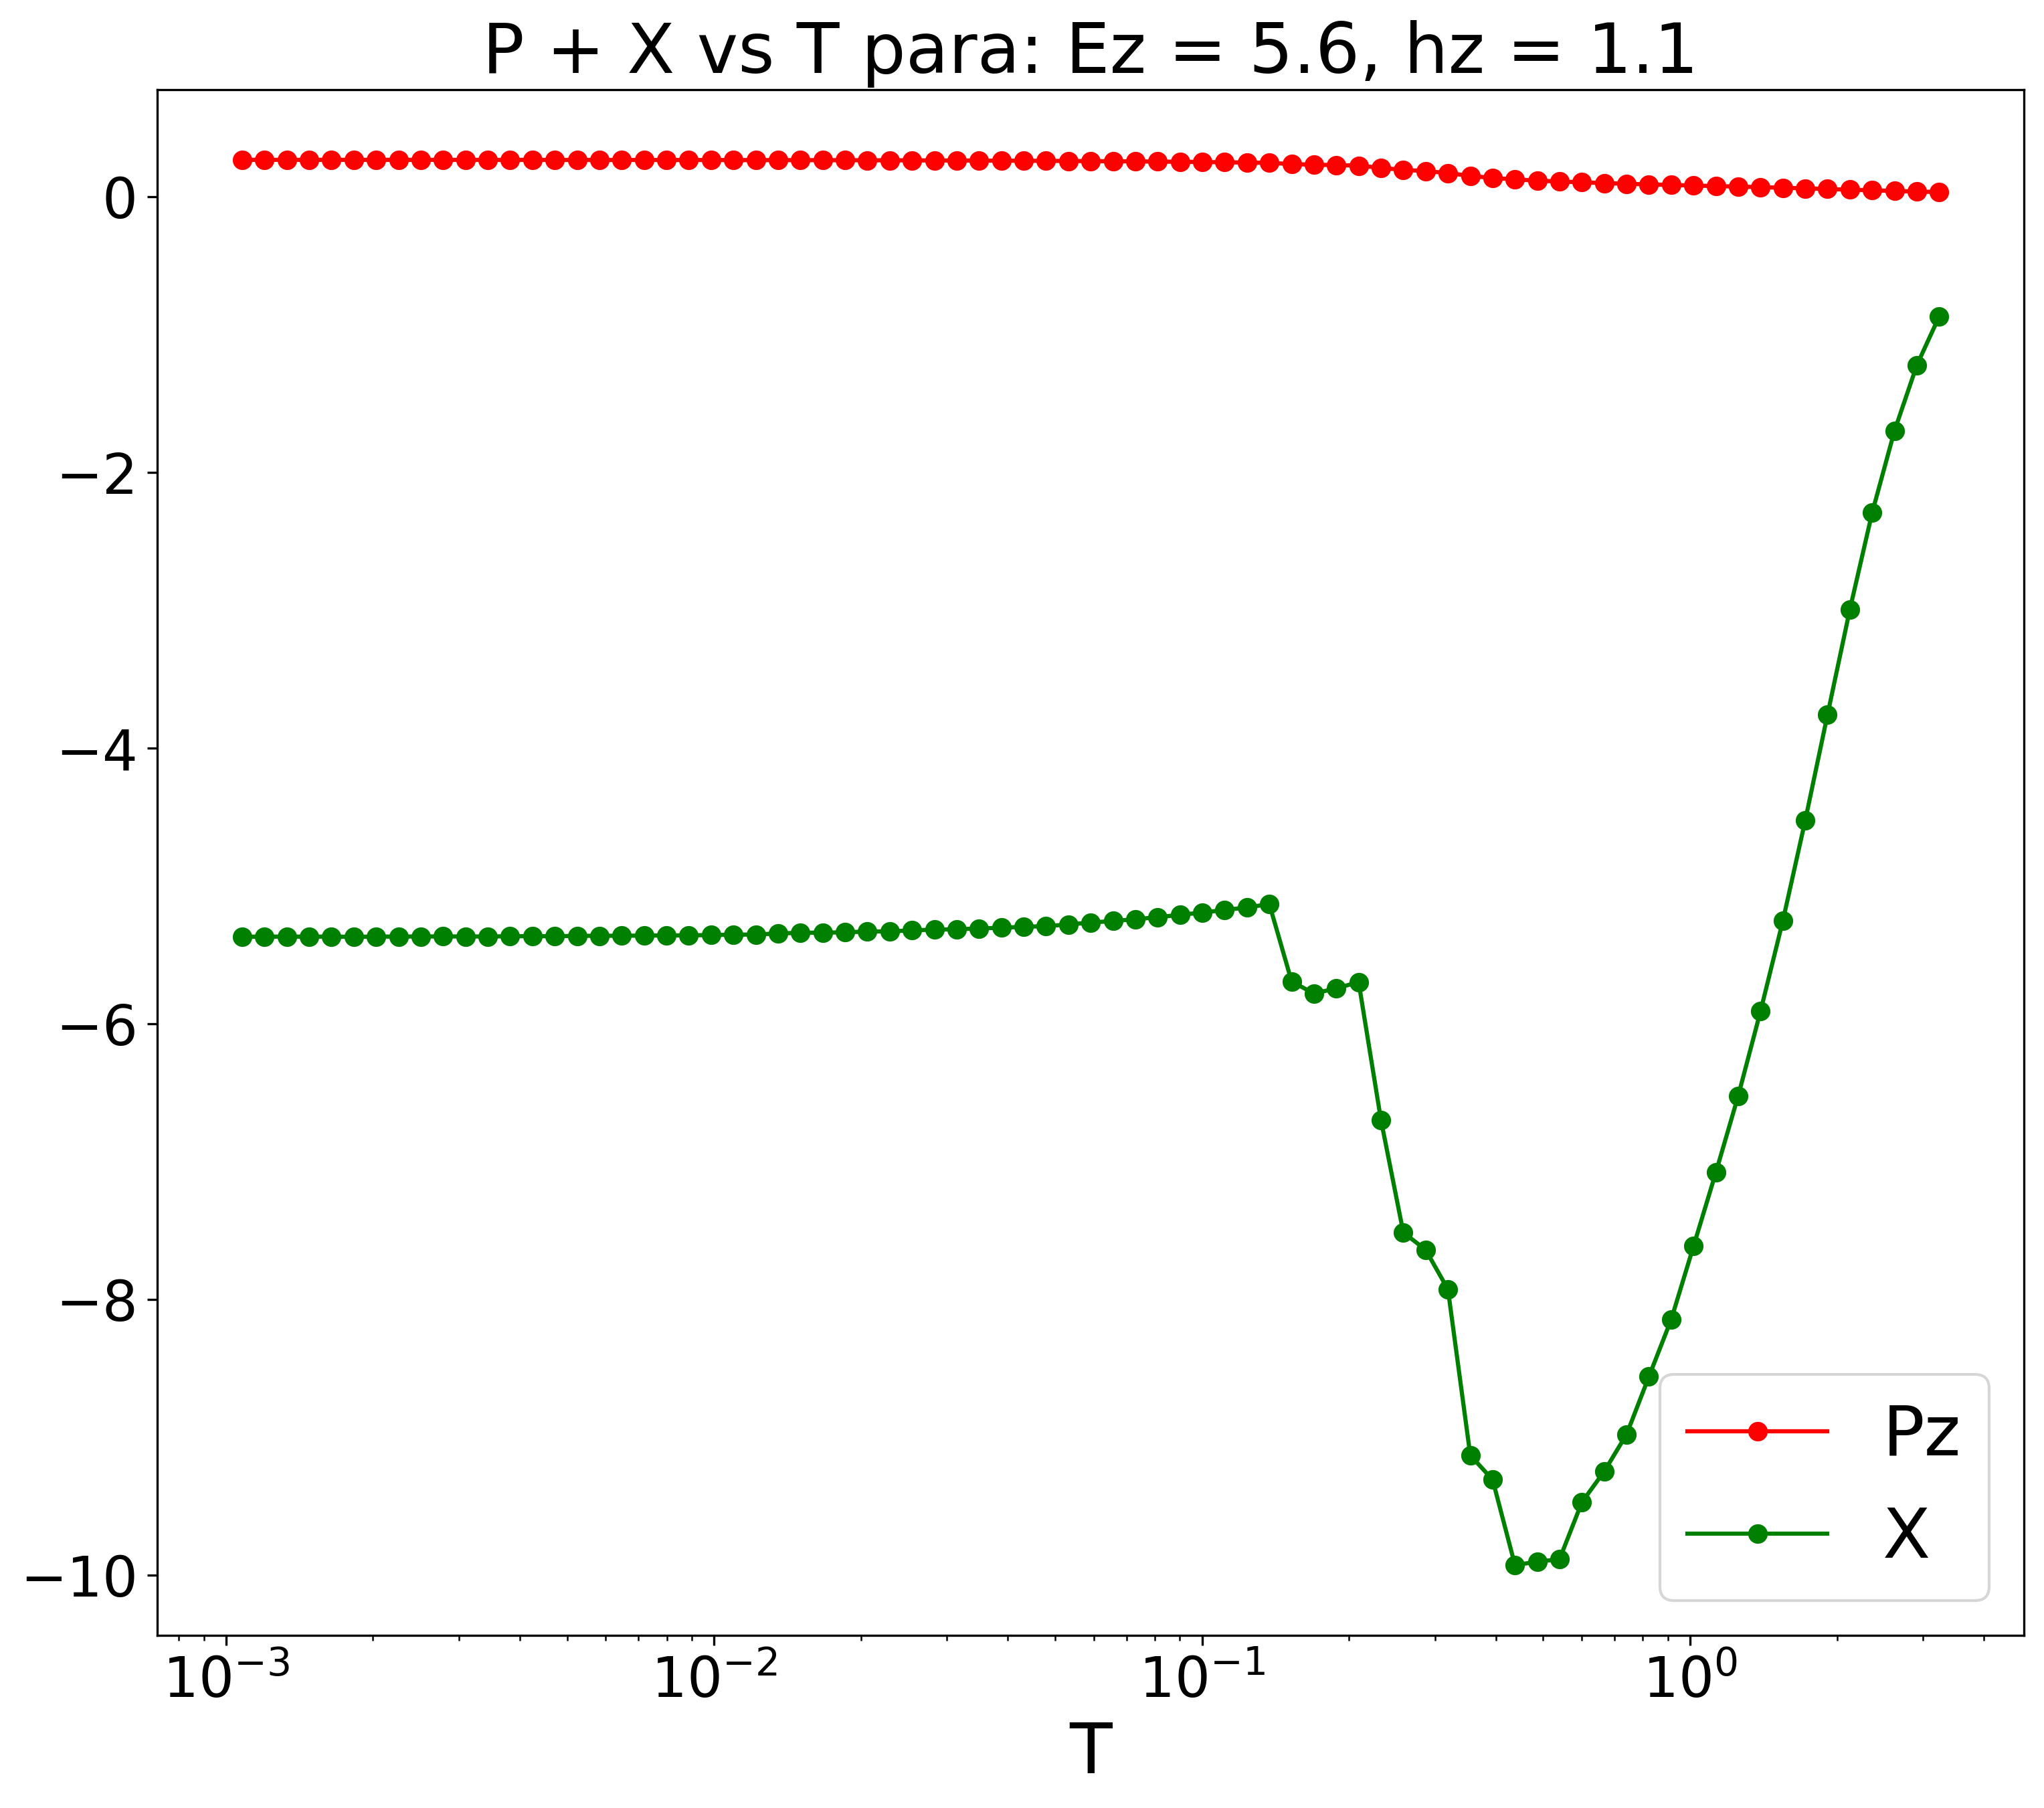 P + X vs T para: Ez = 5.6, hz = 1.1
0
−2
−4
−6
−8
−10
10⁻³ 10⁻² 10⁻¹ 10⁰
T
Pz
X